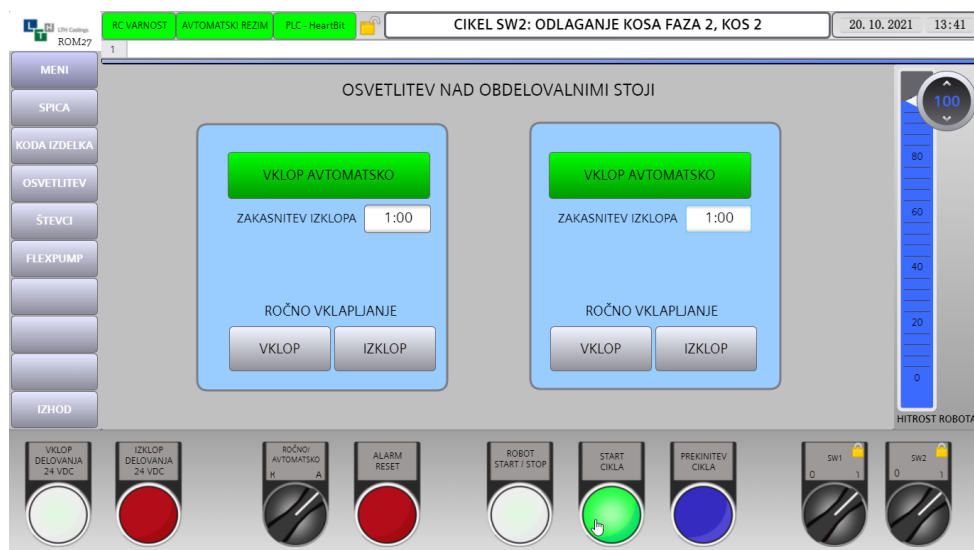 LTH Castings
ROM27
RC VARNOST
AVTOMATSKI REZIM
PLC - HeartBit
CIKEL SW2: ODLAGANJE KOSA FAZA 2, KOS 2
20. 10. 2021 13:41
1
MENI
SPICA
KODA IZDELKA
OSVETLITEV
ŠTEVCI
FLEXPUMP
IZHOD
OSVETLITEV NAD OBDELOVALNIMI STOJI
VKLOP AVTOMATSKO
ZAKASNITEV IZKLOPA 1:00
ROČNO VKLAPLJANJE
VKLOP IZKLOP
VKLOP AVTOMATSKO
ZAKASNITEV IZKLOPA 1:00
ROČNO VKLAPLJANJE
VKLOP IZKLOP
100
80
60
40
20
0
HITROST ROBOTA
VKLOP
DELOVANJA
24 VDC
IZKLOP
DELOVANJA
24 VDC
ROČNO/
AVTOMATSKO
R A
ALARM
RESET
ROBOT
START / STOP
START
CIKLA
PREKINITEV
CIKLA
SW1
0 1
SW2
0 1